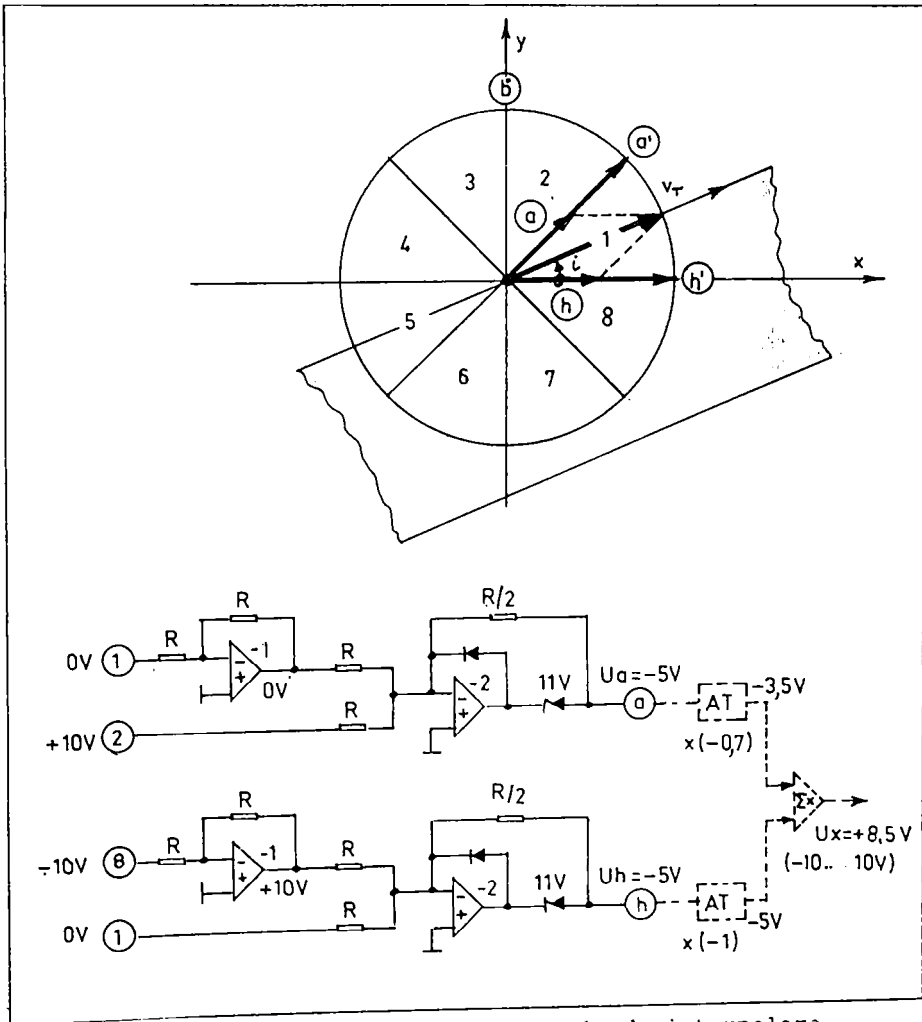 y
b
a'
3
2
v_T
a
1
4
i
x
h
h'
5
8
6
7
R
R/2
R
-1
R
0V 1
0V
-2
11V
Ua=-5V
a
AT
-3,5V
R
+10V 2
x(-0,7)
R/2
Σx
R
Ux=+8,5V
(-10... 10V)
-10V 8
R
-1
R
+10V
-2
11V
Uh=-5V
h
AT
-5V
R
0V 1
x(-1)